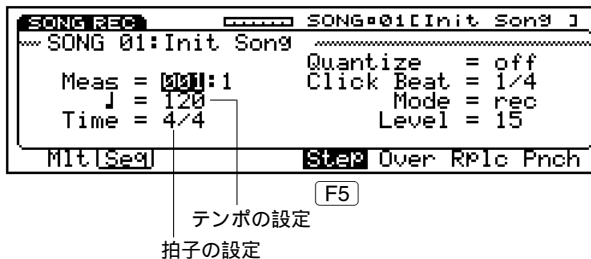 SONG REC SONG:01[Init Song ]
SONG 01:Init Song
Quantize = off
Meas = 001:1 Click Beat = 1/4
♩ = 120 Mode = rec
Time = 4/4 Level = 15
Mlt Seq Step Over Rplc Pnch
F5
テンポの設定
拍子の設定